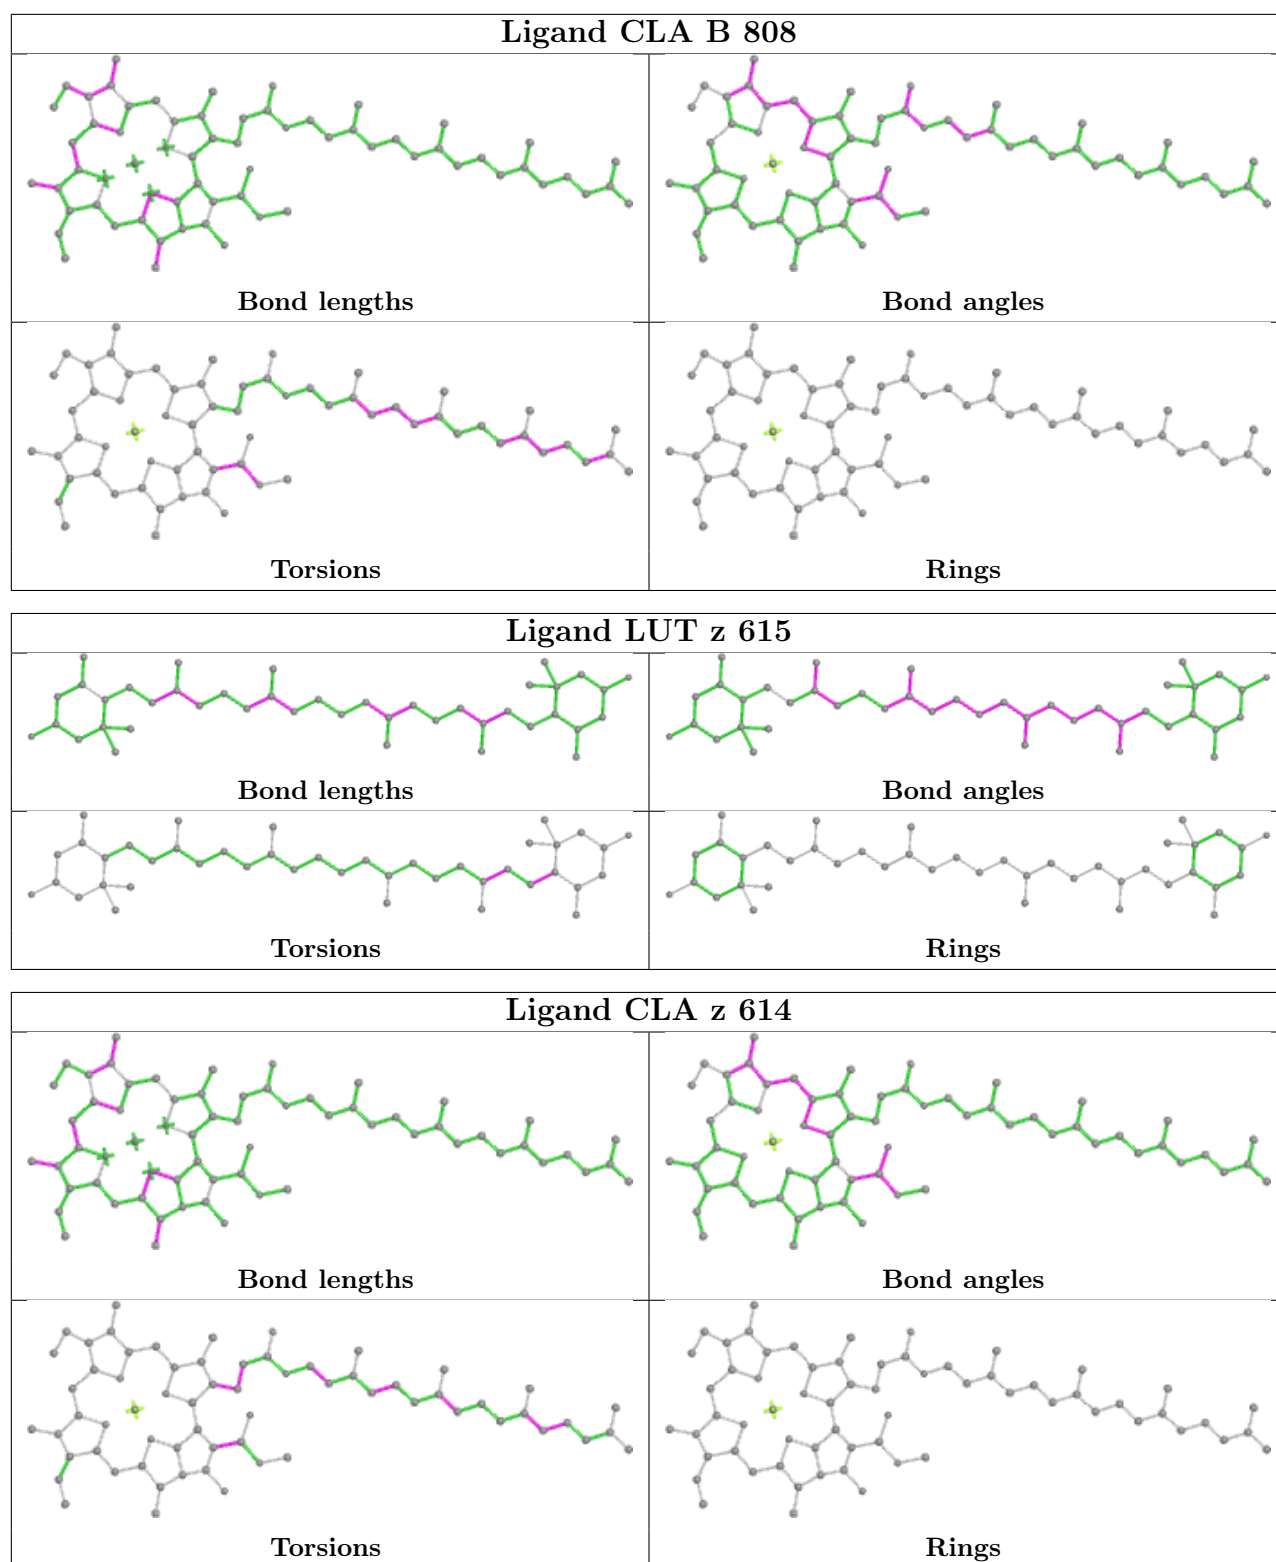 Ligand CLA B 808
Bond lengths
Bond angles
Torsions
Rings
Ligand LUT z 615
Bond lengths
Bond angles
Torsions
Rings
Ligand CLA z 614
Bond lengths
Bond angles
Torsions
Rings